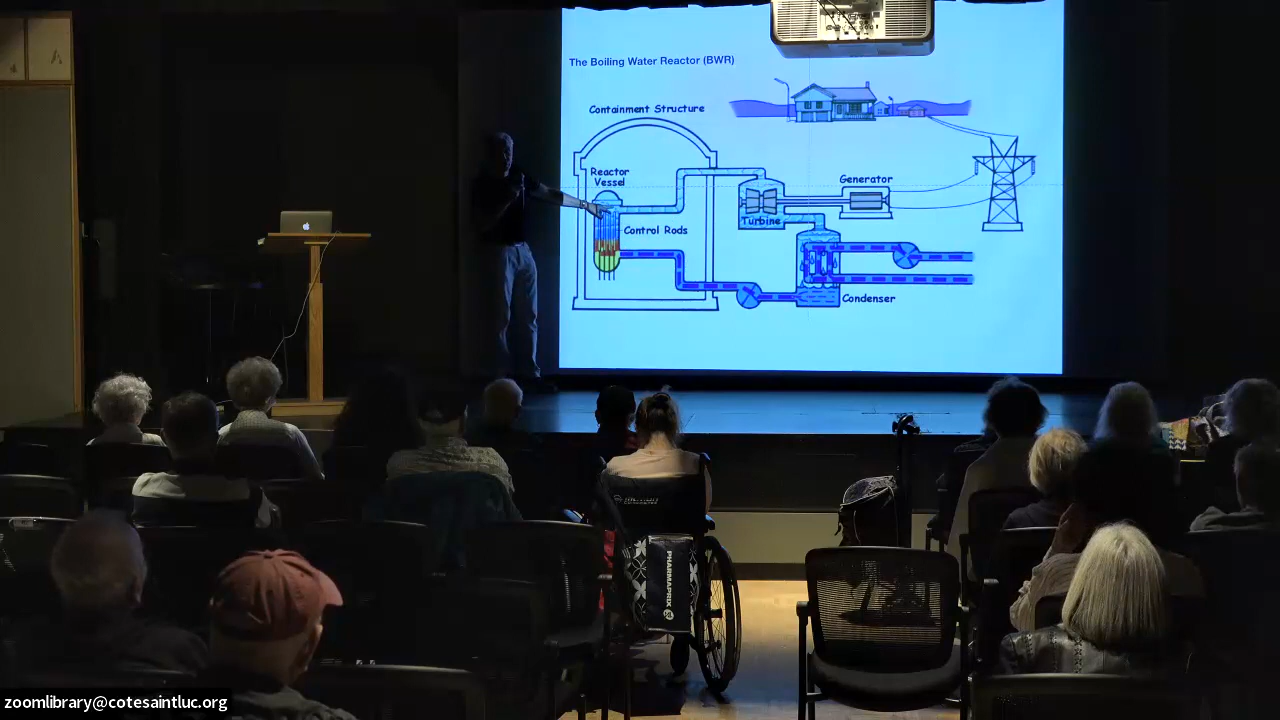 The Boiling Water Reactor (BWR)
Containment Structure
Reactor
Vessel
Generator
Turbine
Control Rods
Condenser
PHARMAPRIX
zoomlibrary@cotesaintluc.org